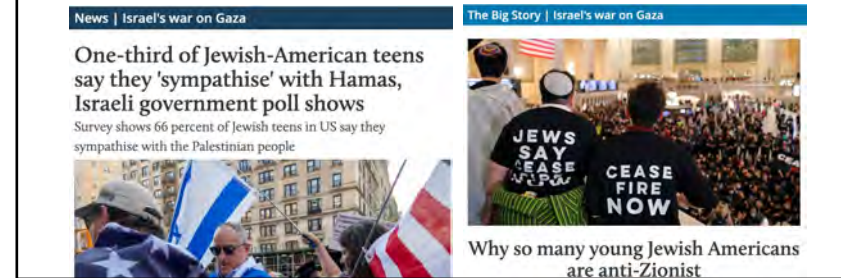 News | Israel's war on Gaza
One-third of Jewish-American teens
say they 'sympathise' with Hamas,
Israeli government poll shows
Survey shows 66 percent of Jewish teens in US say they
sympathise with the Palestinian people
The Big Story | Israel's war on Gaza
JEWS
SAY
CEASE
CEASE
FIRE
NOW
Why so many young Jewish Americans
are anti-Zionist